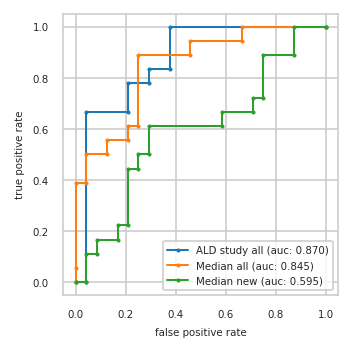 true positive rate
1.0
0.8
0.6
0.4
0.2
0.0
ALD study all (auc: 0.870)
Median all (auc: 0.845)
Median new (auc: 0.595)
0.0 0.2 0.4 0.6 0.8 1.0
false positive rate